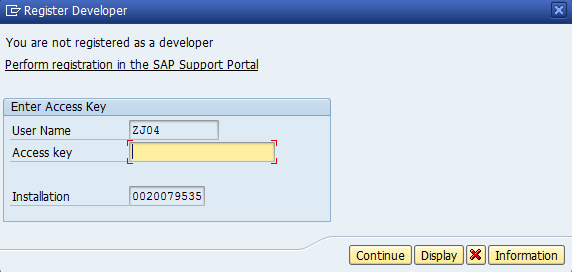 Register Developer
You are not registered as a developer
Perform registration in the SAP Support Portal
Enter Access Key
User Name ZJ04
Access key
Installation 0020079535
Continue Display Information